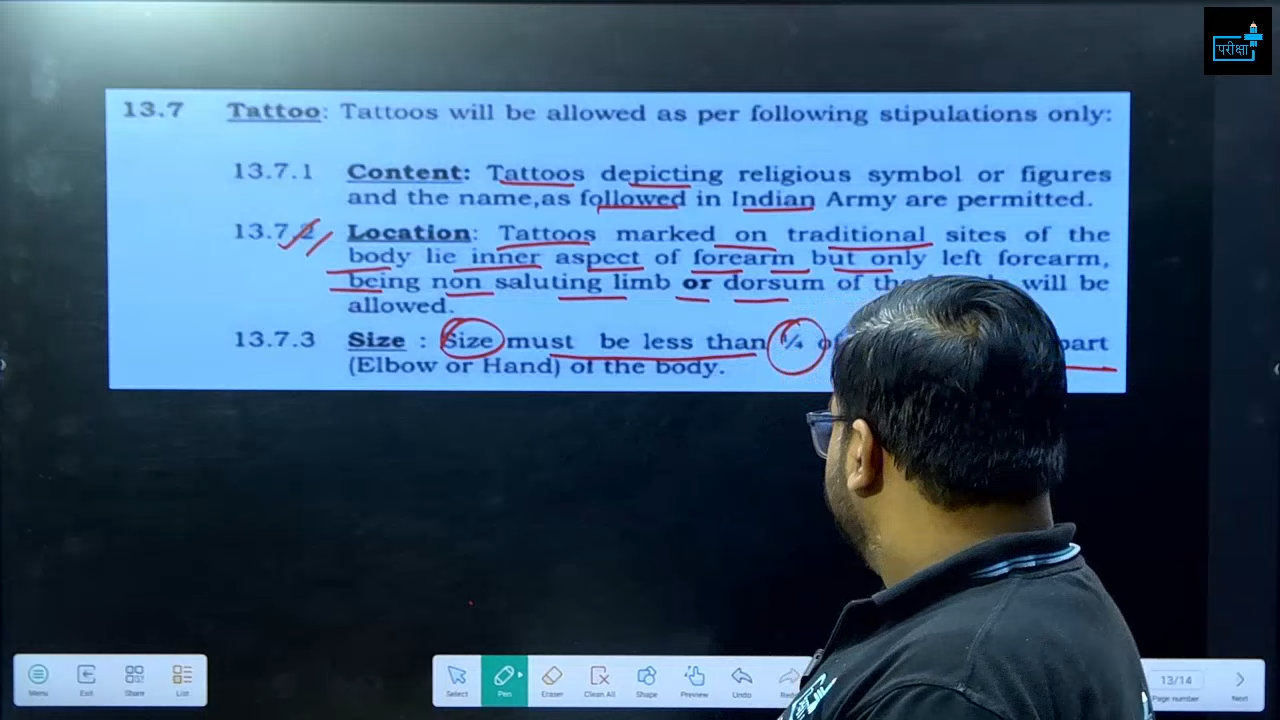 परीक्षा
13.7 Tattoo: Tattoos will be allowed as per following stipulations only:
13.7.1 Content: Tattoos depicting religious symbol or figures
and the name,as followed in Indian Army are permitted.
13.7.2 Location: Tattoos marked on traditional sites of the
body lie inner aspect of forearm but only left forearm,
being non saluting limb or dorsum of the will be
allowed.
13.7.3 Size : Size must be less than ¼ part
(Elbow or Hand) of the body.
Menu Exit Share List Select Pen Eraser Clean All Shape Preview Undo 13/14 Page number Next